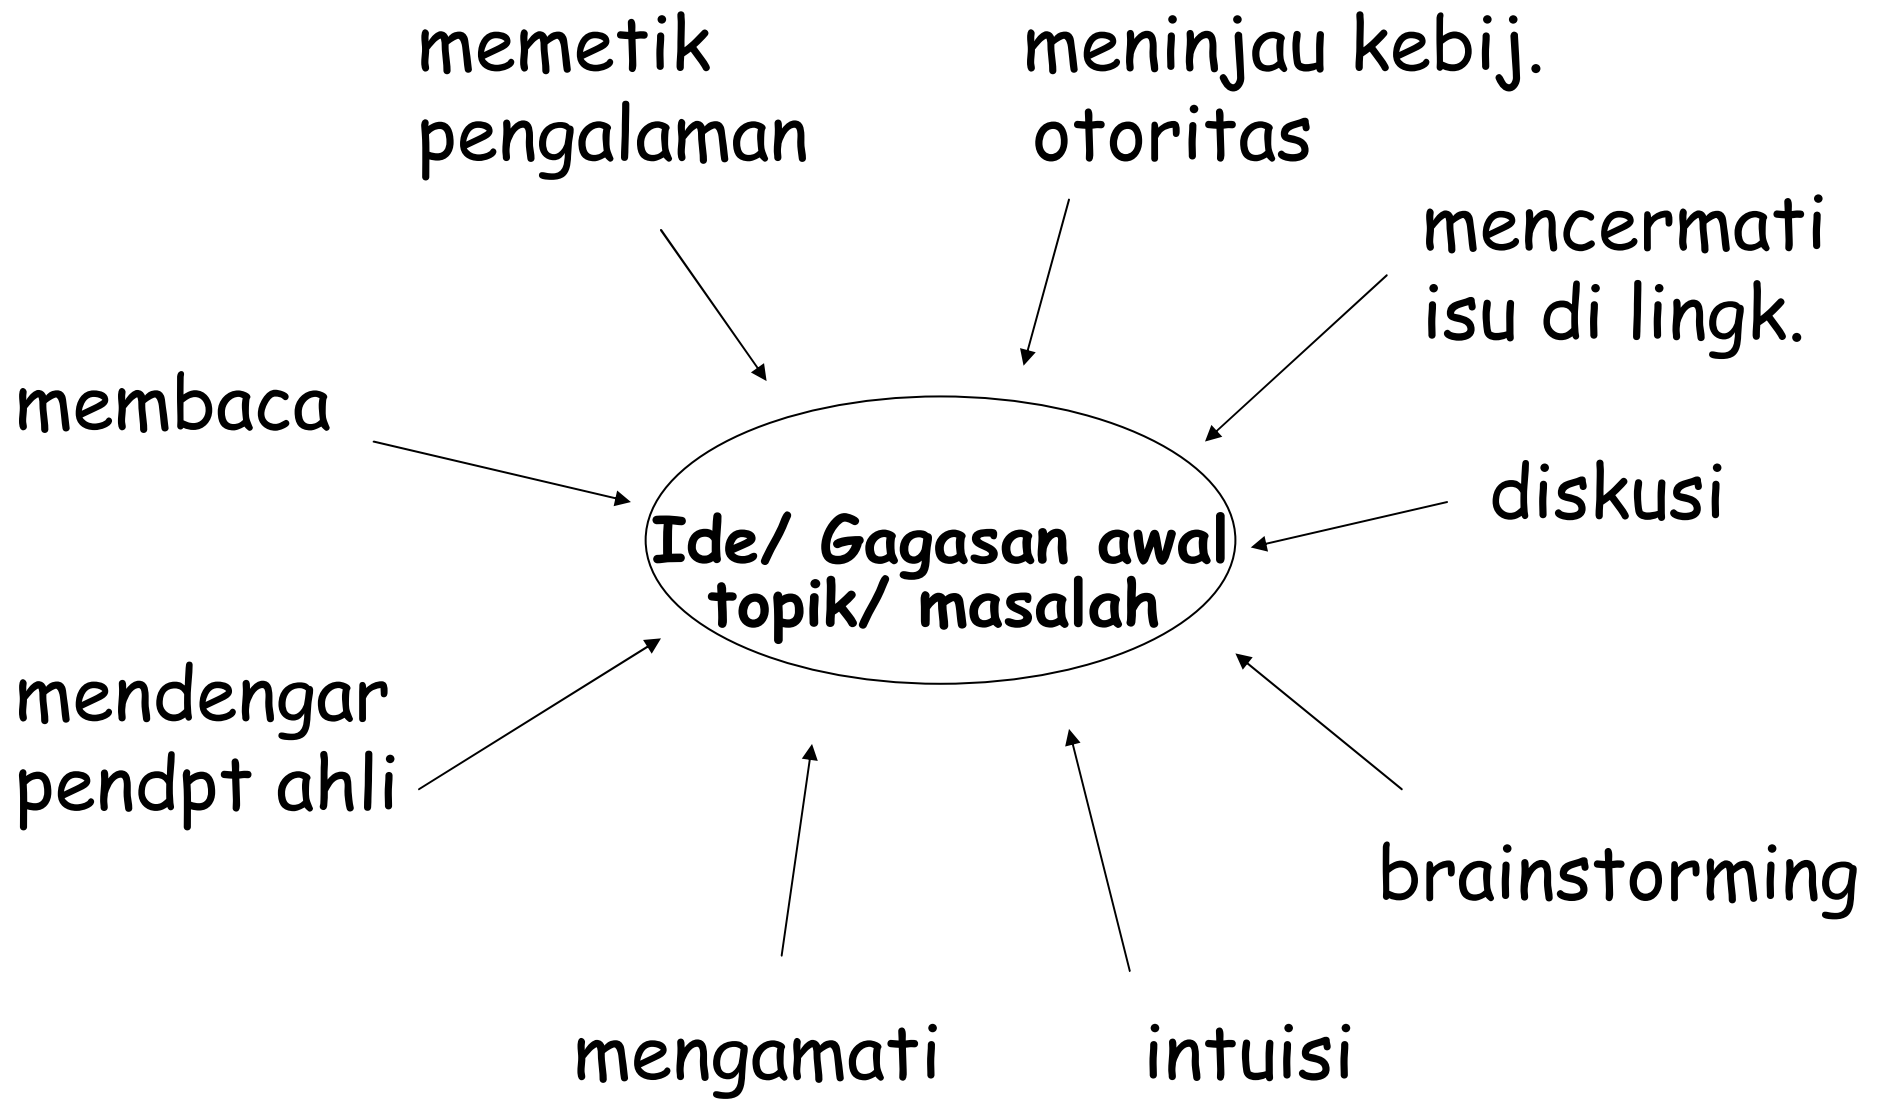 memetik
pengalaman
meninjau kebij.
otoritas
mencermati
isu di lingk.
membaca
diskusi
Ide/ Gagasan awal
topik/ masalah
mendengar
pendpt ahli
brainstorming
mengamati
intuisi